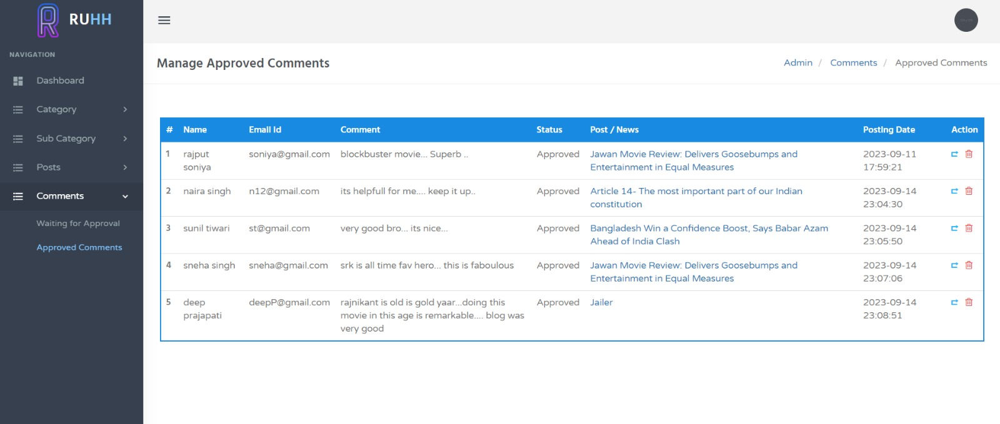 RUHH
NAVIGATION
Dashboard
Category
Sub Category
Posts
Comments
Waiting for Approval
Approved Comments
Manage Approved Comments
Admin / Comments / Approved Comments
# Name Email Id Comment Status Post / News Posting Date Action
1 rajput soniya@gmail.com blockbuster movie... Superb .. Approved Jawan Movie Review: Delivers Goosebumps and 2023-09-11
soniya Entertainment in Equal Measures 17:59:21
2 naira singh n12@gmail.com its helpfull for me.... keep it up.. Approved Article 14- The most important part of our Indian 2023-09-14
constitution 23:04:30
3 sunil tiwari st@gmail.com very good bro... its nice... Approved Bangladesh Win a Confidence Boost, Says Babar Azam 2023-09-14
Ahead of India Clash 23:05:50
4 sneha singh sneha@gmail.com srk is all time fav hero... this is faboulous Approved Jawan Movie Review: Delivers Goosebumps and 2023-09-14
Entertainment in Equal Measures 23:07:06
5 deep deepP@gmail.com rajnikant is old is gold yaar...doing this Approved Jailer 2023-09-14
prajapati movie in this age is remarkable.... blog was 23:08:51
very good